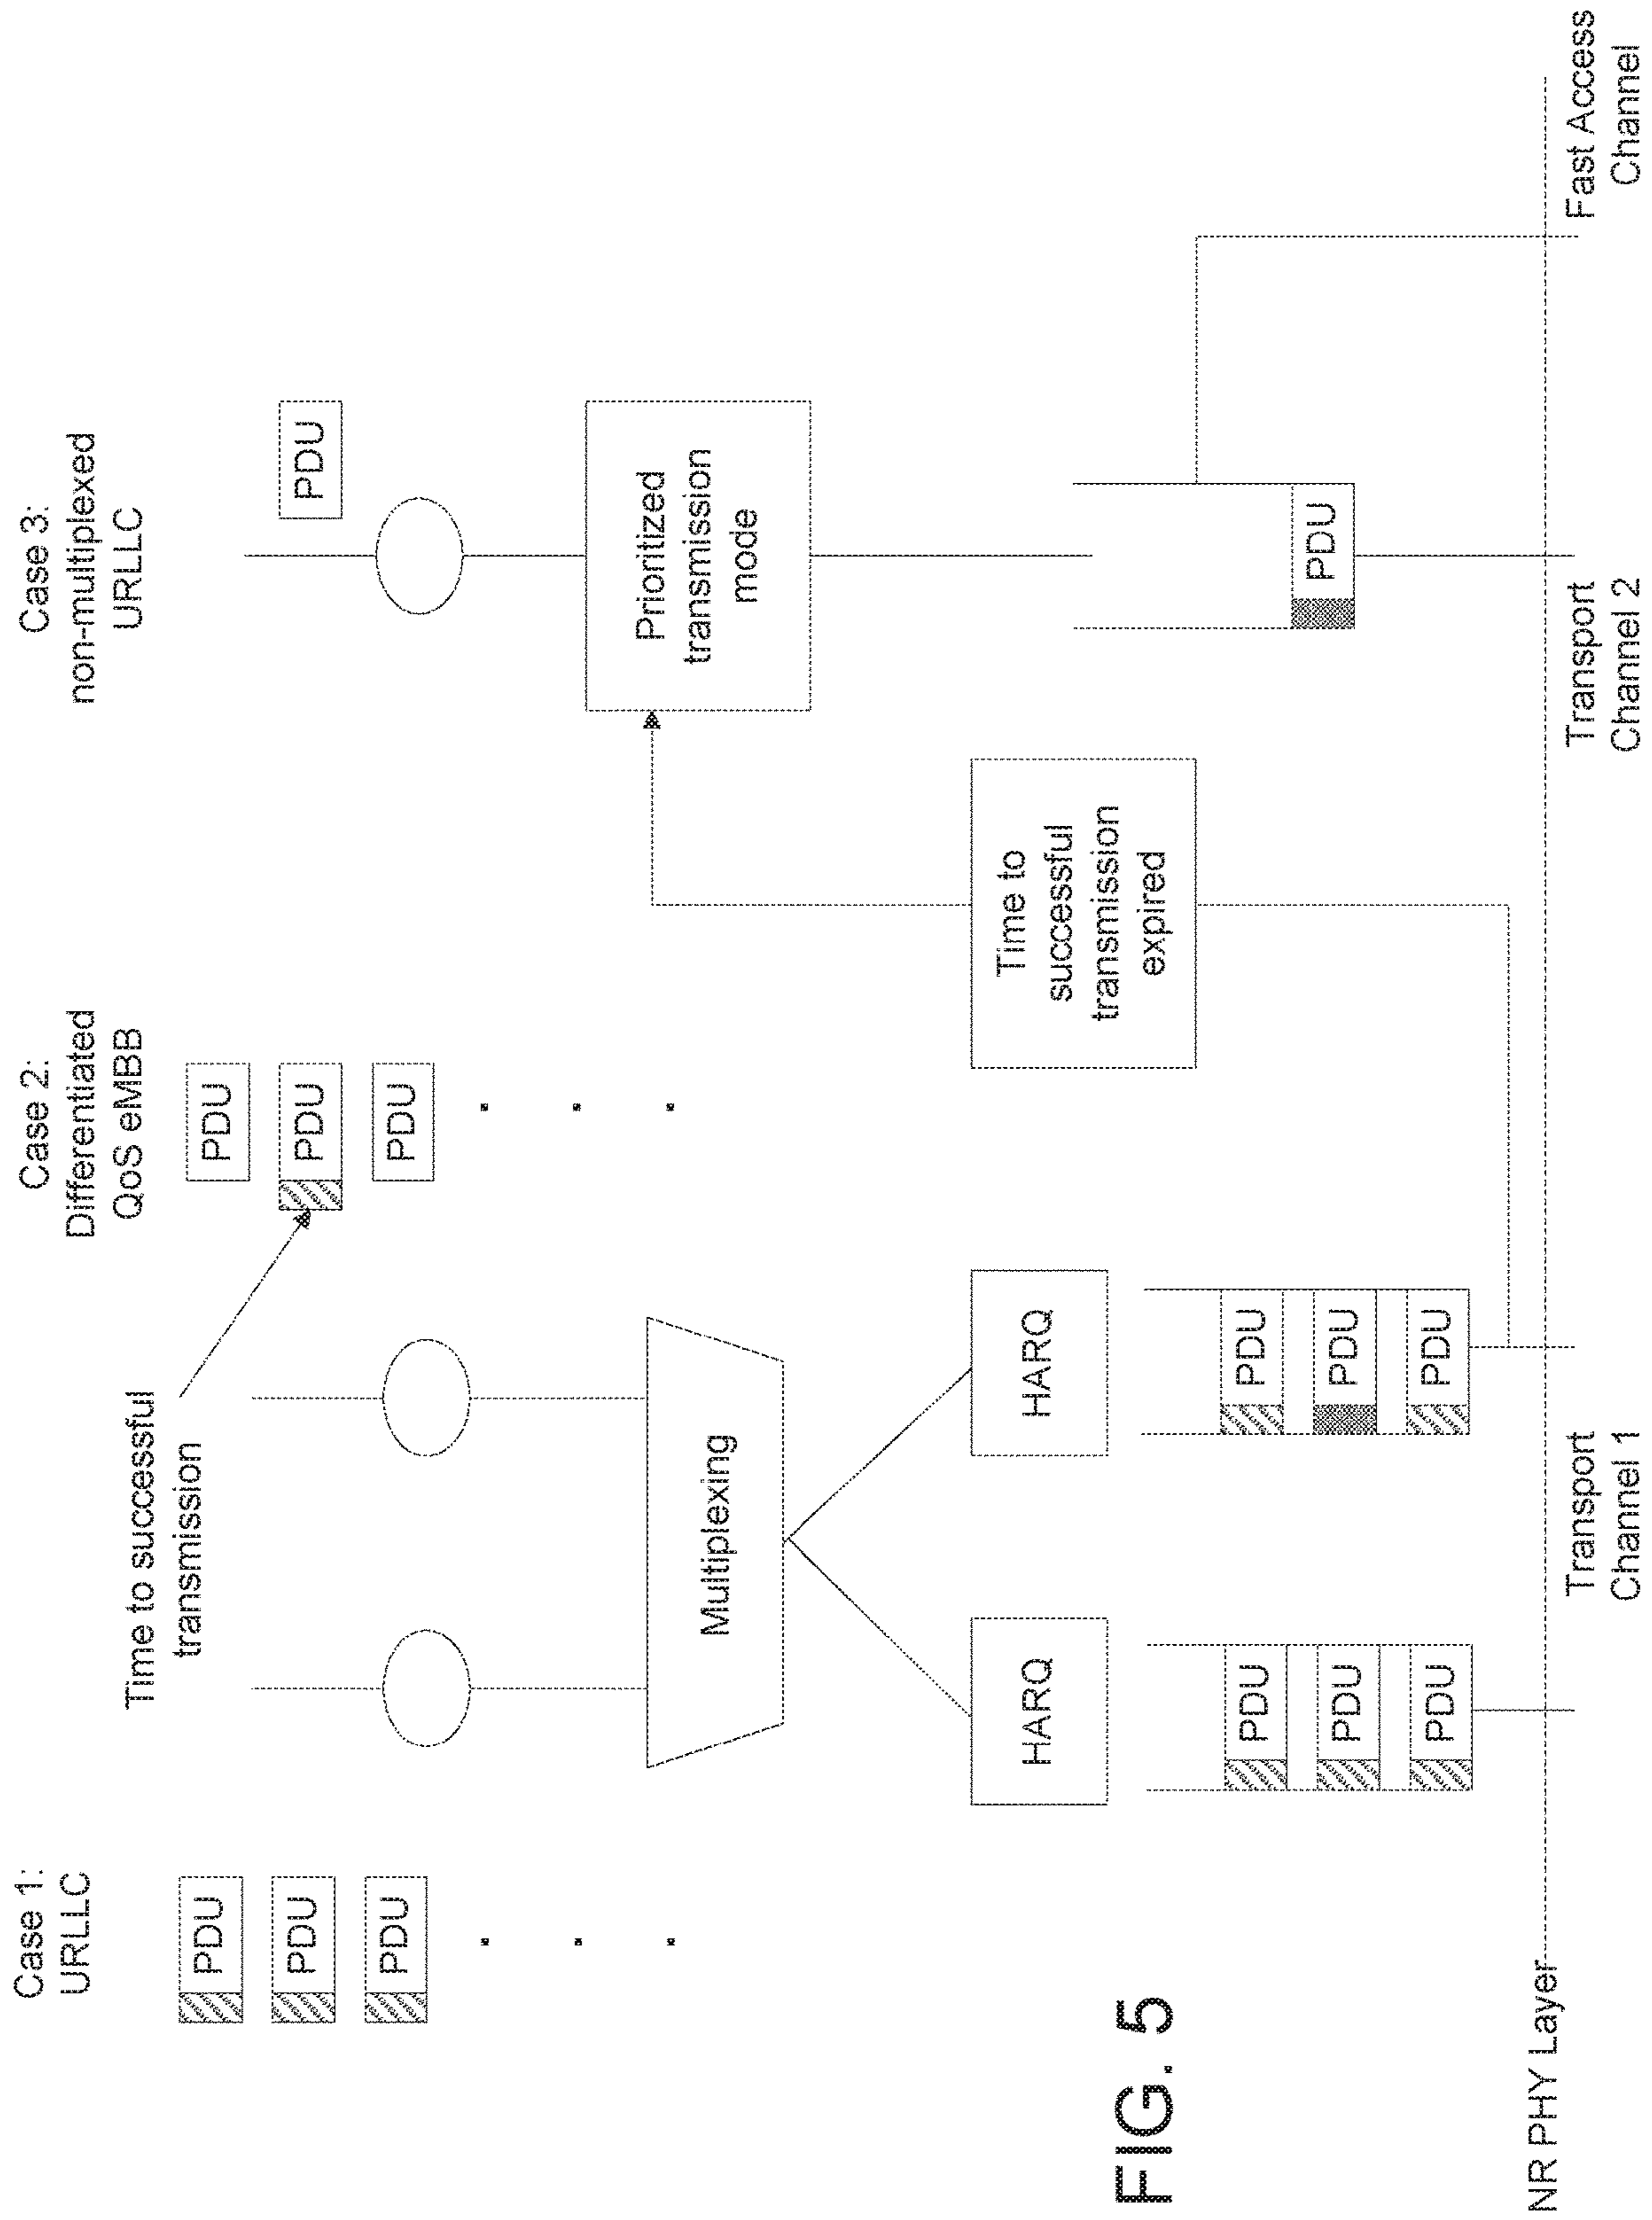 Case 1:
URLLC
Case 2:
Differentiated
QoS eMBB
Case 3:
non-multiplexed
URLLC
Time to successful
transmission
PDU
PDU
PDU
PDU
PDU
PDU
PDU
Multiplexing
Prioritized
transmission
mode
HARQ
HARQ
Time to
successful
transmission
expired
PDU
PDU
PDU
PDU
PDU
PDU
PDU
FIG. 5
NR PHY Layer
Transport
Channel 1
Transport
Channel 2
Fast Access
Channel